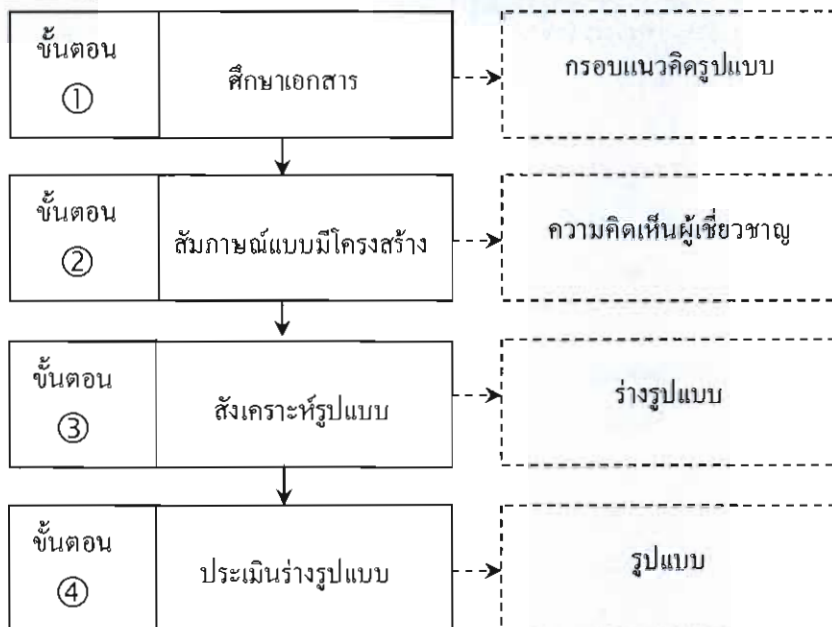 ขั้นตอน
①
ศึกษาเอกสาร
กรอบแนวคิดรูปแบบ
ขั้นตอน
②
สัมภาษณ์แบบมีโครงสร้าง
ความคิดเห็นผู้เชี่ยวชาญ
ขั้นตอน
③
สังเคราะห์รูปแบบ
ร่างรูปแบบ
ขั้นตอน
④
ประเมินร่างรูปแบบ
รูปแบบ